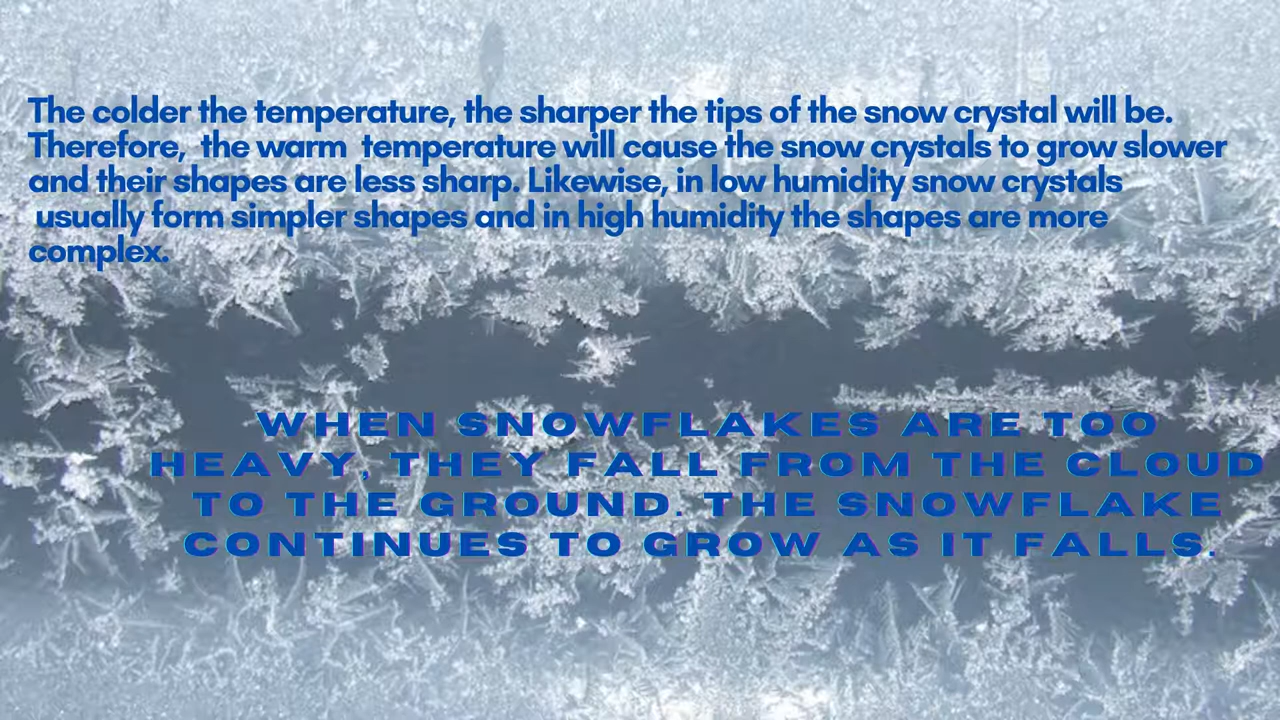 The colder the temperature, the sharper the tips of the snow crystal will be.
Therefore,  the warm  temperature will cause the snow crystals to grow slower
and their shapes are less sharp. Likewise, in low humidity snow crystals
usually form simpler shapes and in high humidity the shapes are more
complex.
WHEN SNOWFLAKES ARE TOO
HEAVY, THEY FALL FROM THE CLOUD
TO THE GROUND. THE SNOWFLAKE
CONTINUES TO GROW AS IT FALLS.